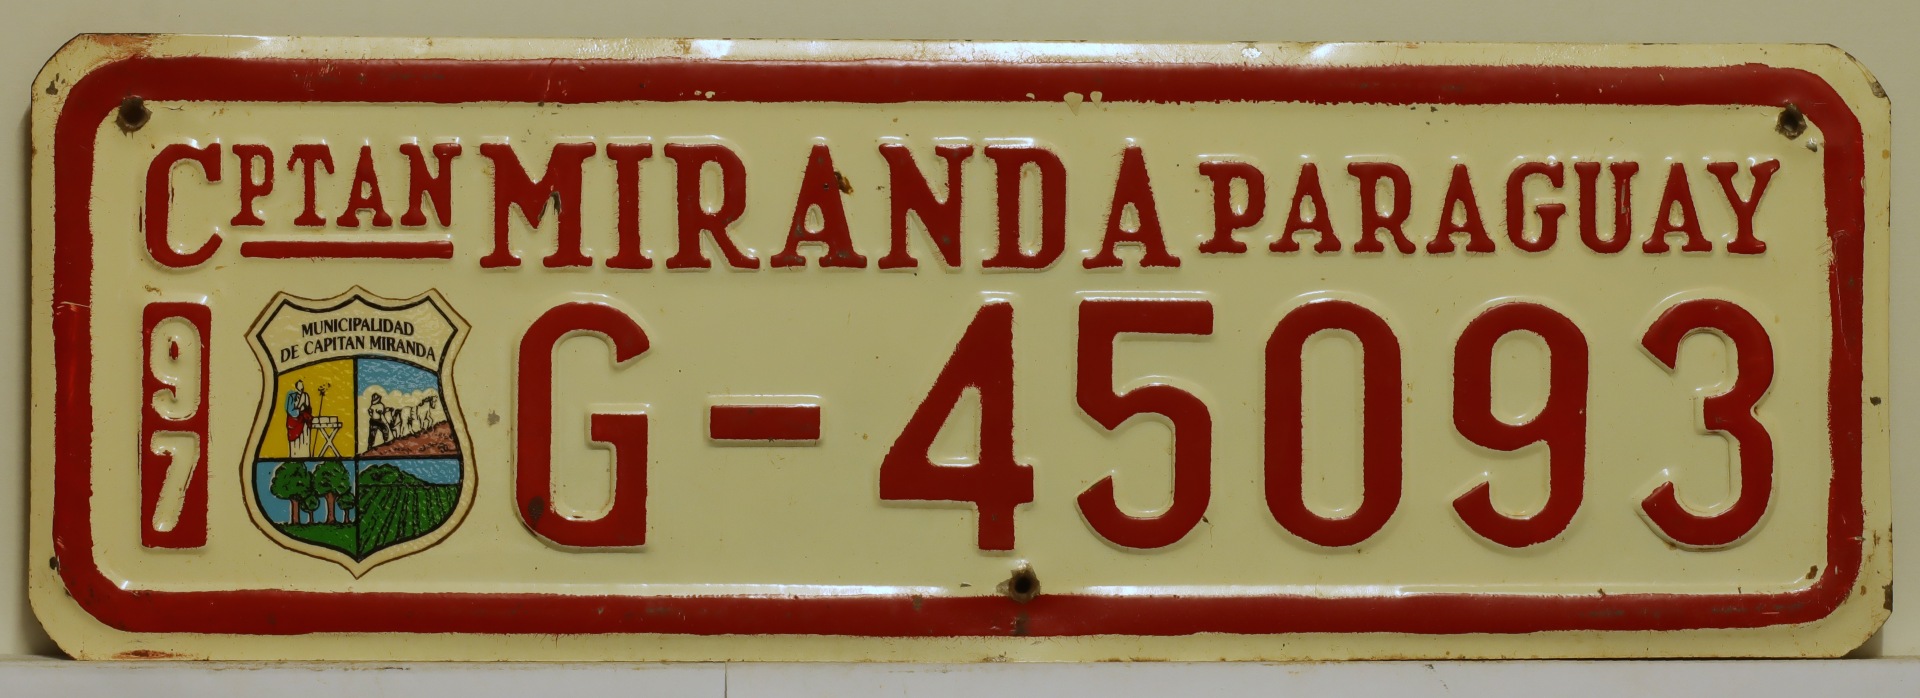 CPTAN MIRANDA PARAGUAY
97
MUNICIPALIDAD
DE CAPITAN MIRANDA
G-45093